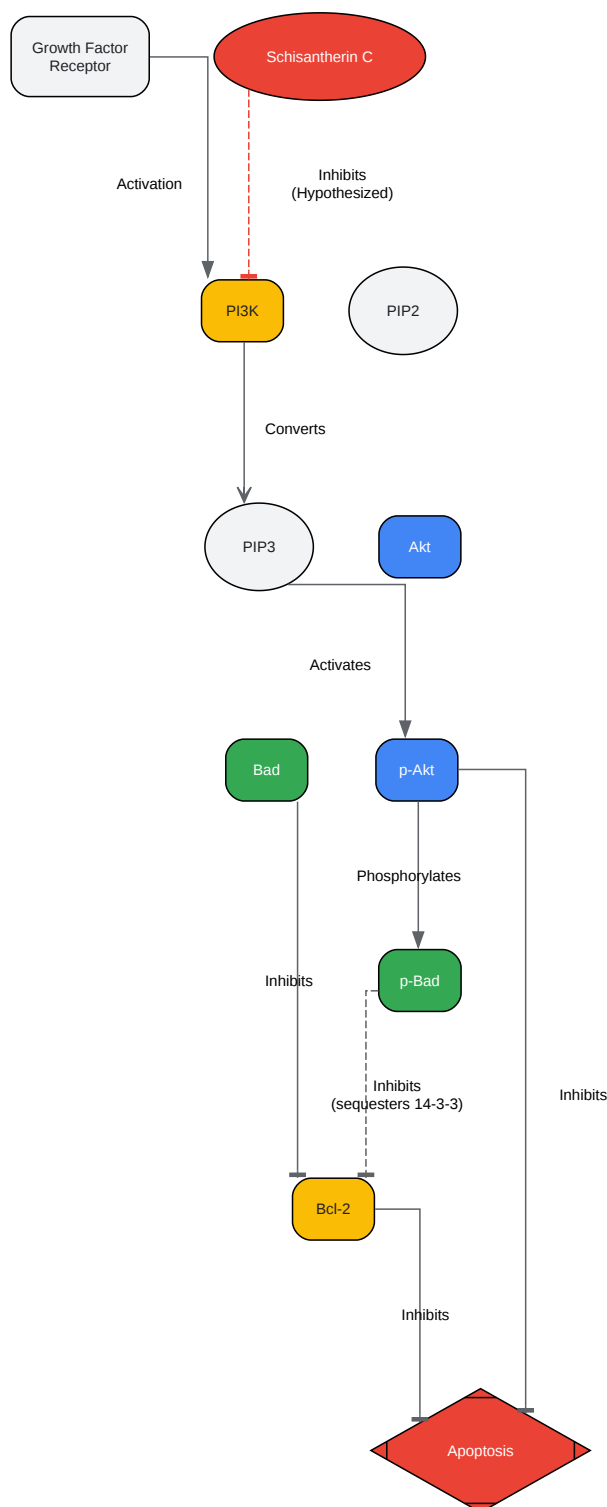 Growth Factor
Receptor
Schisantherin C
Activation
Inhibits
(Hypothesized)
PI3K
PIP2
Converts
PIP3
Akt
Activates
Bad
p-Akt
Phosphorylates
Inhibits
p-Bad
Inhibits
(sequesters 14-3-3)
Inhibits
Bcl-2
Inhibits
Apoptosis